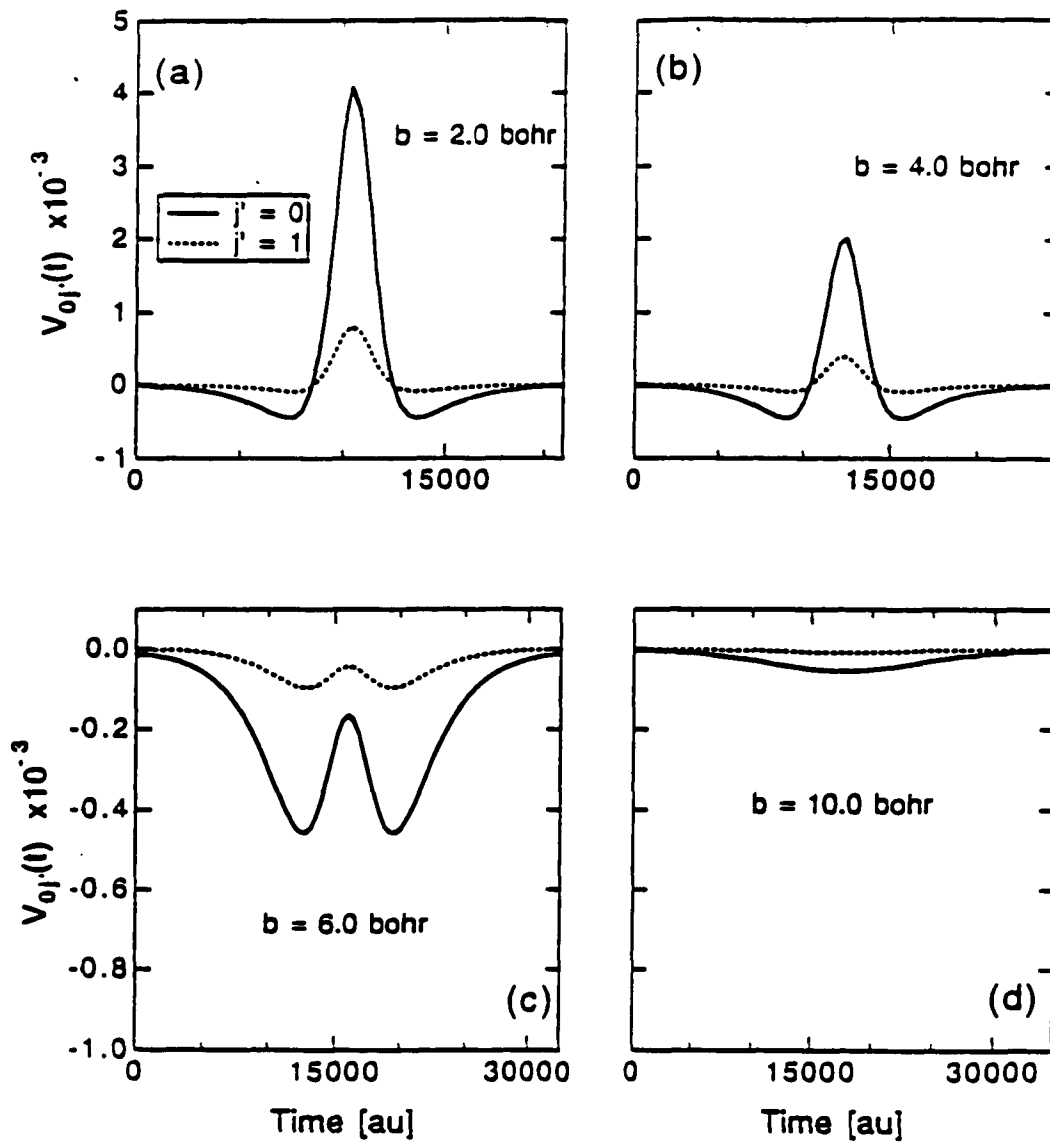 5
4
3
2
1
0
-1
V0j'(t) x10-3
(a)
b = 2.0 bohr
j' = 0
j' = 1
0
15000
(b)
b = 4.0 bohr
0
15000
0.0
-0.2
-0.4
-0.6
-0.8
-1.0
V0j'(t) x10-3
b = 6.0 bohr
(c)
0
15000
30000
Time [au]
b = 10.0 bohr
(d)
0
15000
30000
Time [au]